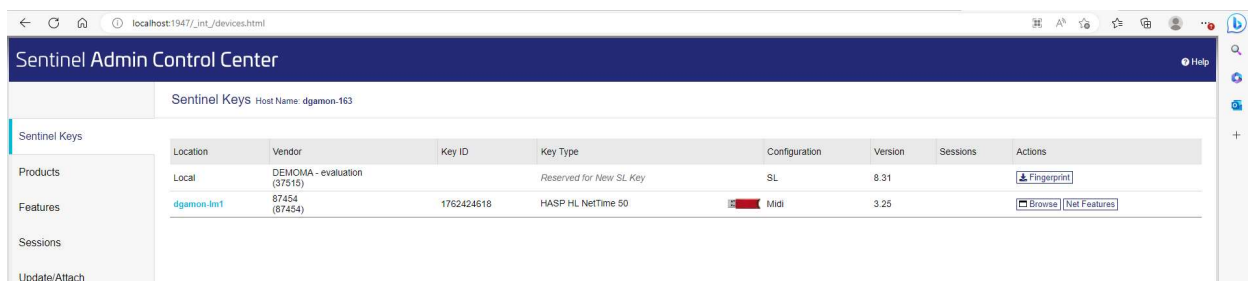 localhost:1947/_int_/devices.html
Sentinel Admin Control Center
Help
Sentinel Keys Host Name: dgamon-163
Sentinel Keys
Products
Features
Sessions
Update/Attach
Location Vendor Key ID Key Type Configuration Version Sessions Actions
Local DEMOMA - evaluation Reserved for New SL Key SL 8.31 Fingerprint
(37515)
dgamon-lm1 87454 1762424618 HASP HL NetTime 50 Midi 3.25 Browse Net Features
(87454)